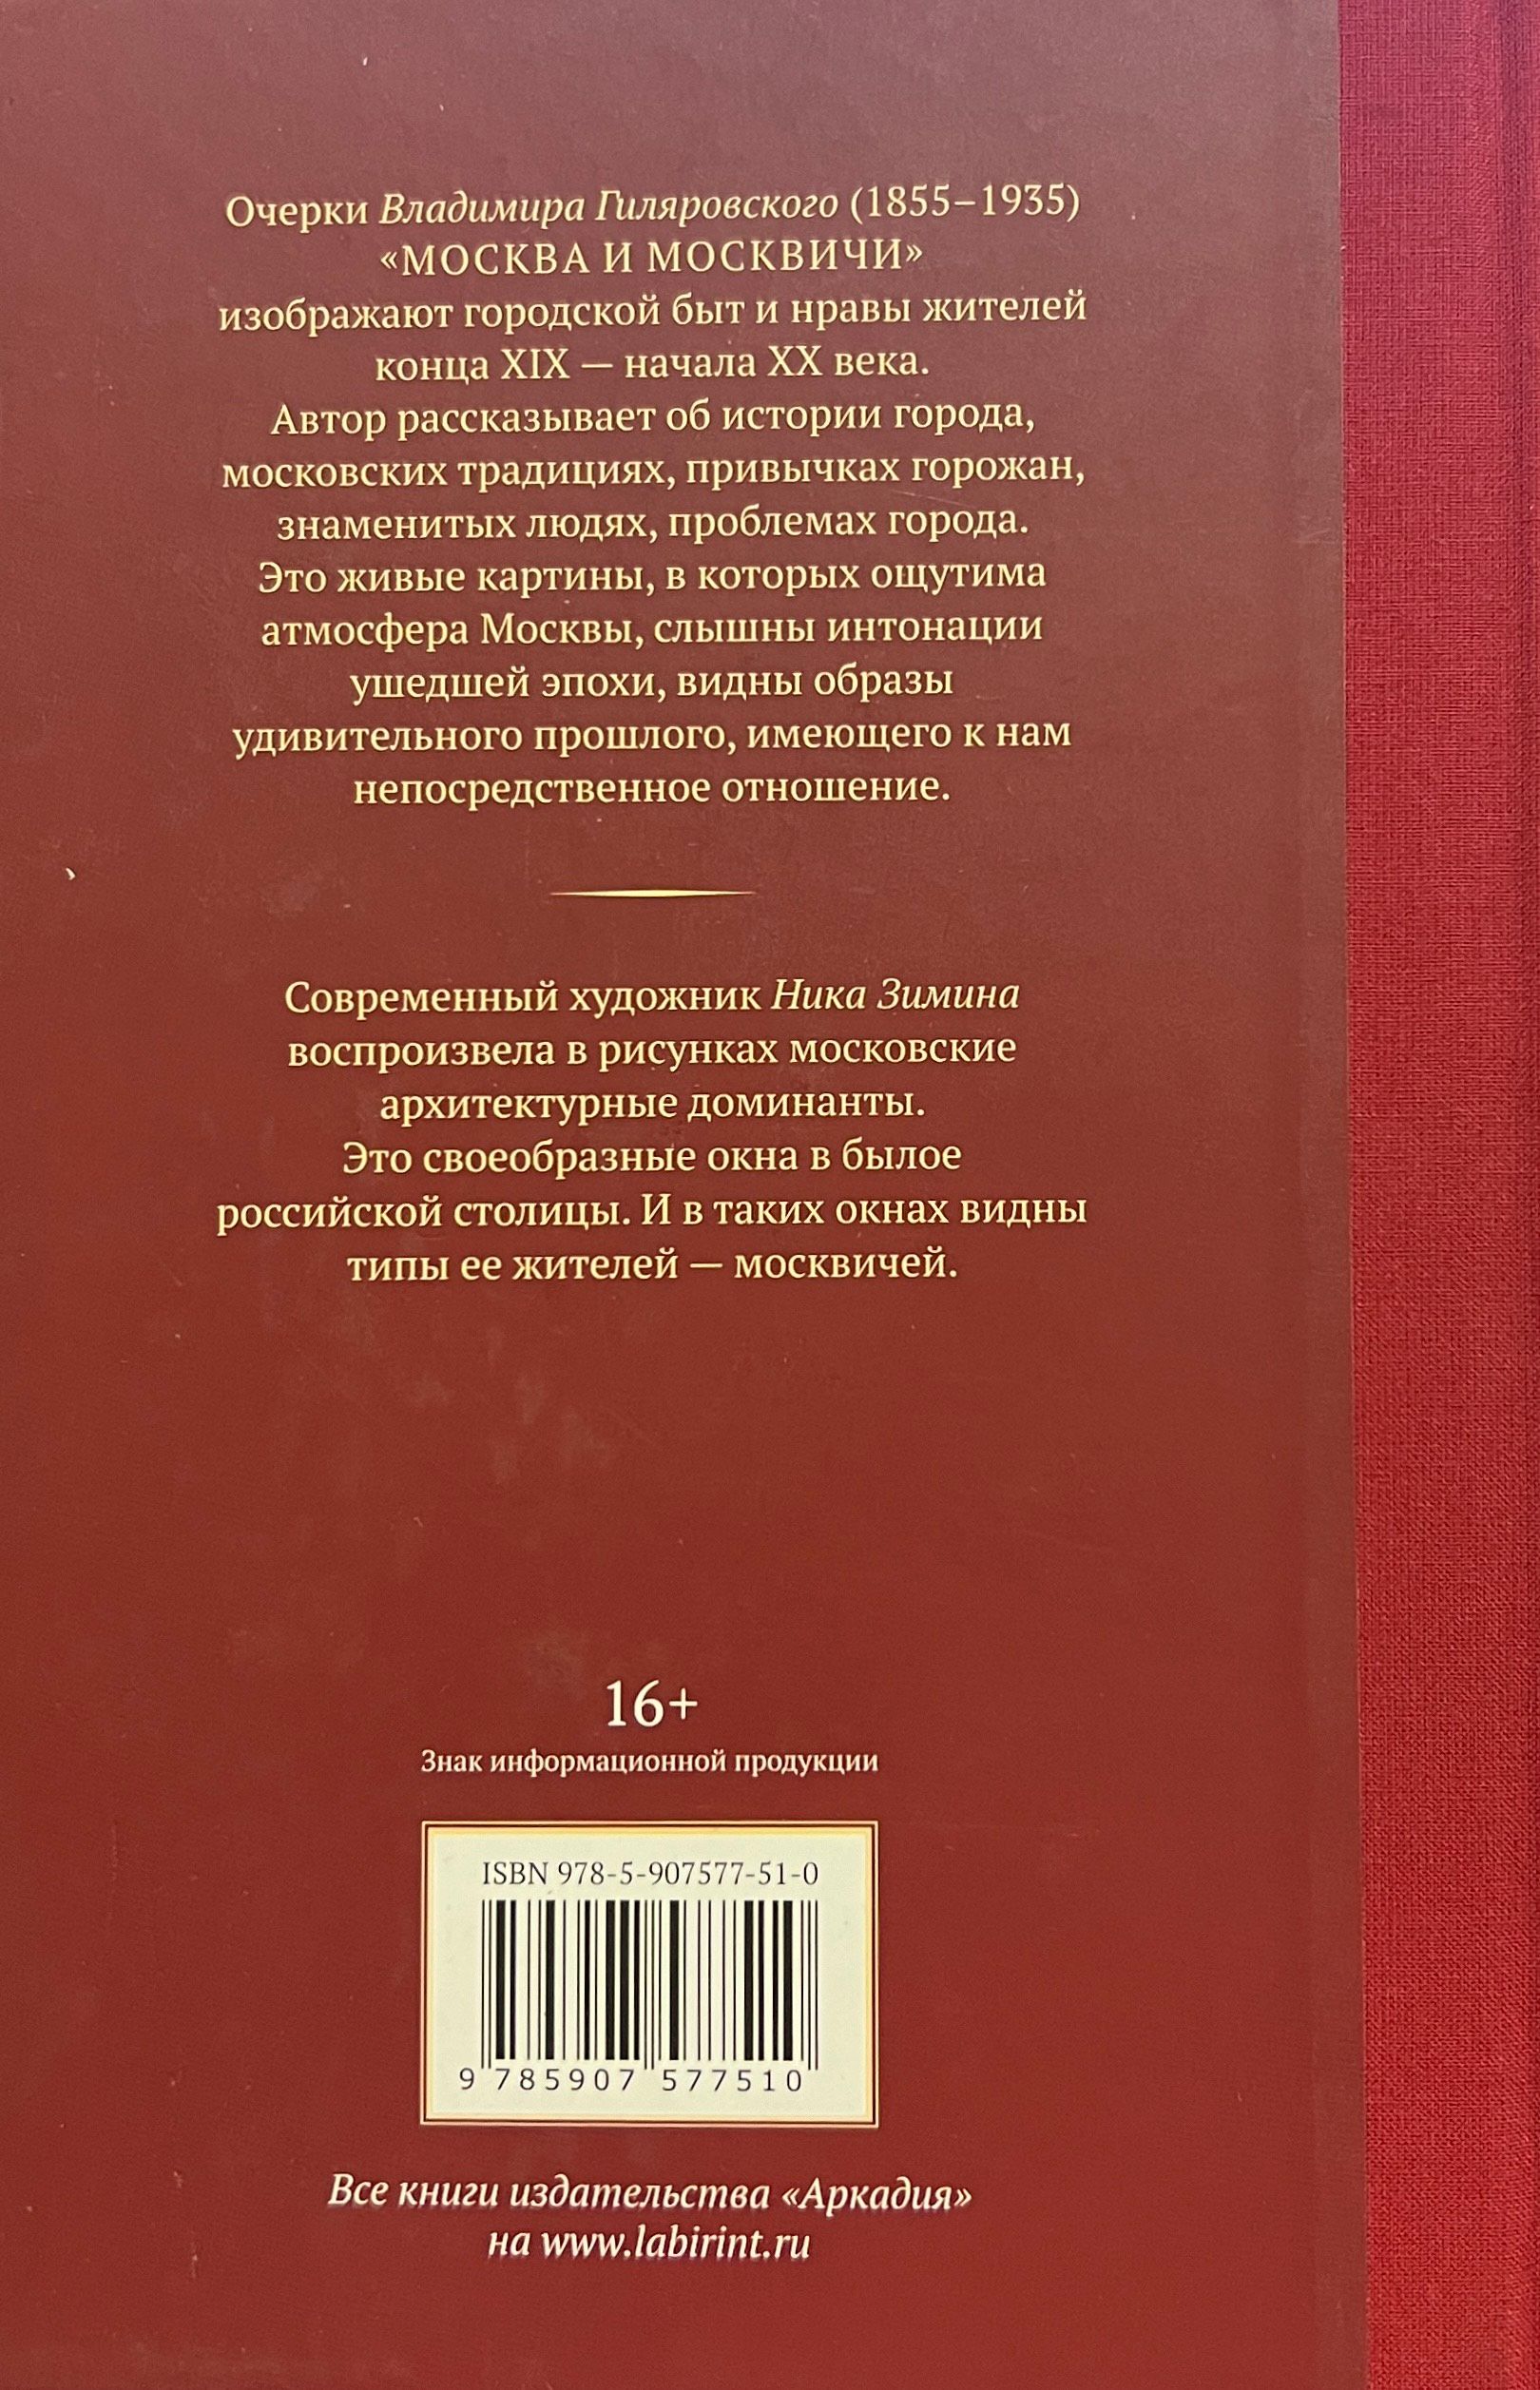 Очерки Владимира Гиляровского (1855–1935)
«МОСКВА И МОСКВИЧИ»
изображают городской быт и нравы жителей
конца XIX — начала XX века.
Автор рассказывает об истории города,
московских традициях, привычках горожан,
знаменитых людях, проблемах города.
Это живые картины, в которых ощутима
атмосфера Москвы, слышны интонации
ушедшей эпохи, видны образы
удивительного прошлого, имеющего к нам
непосредственное отношение.
Современный художник Ника Зимина
воспроизвела в рисунках московские
архитектурные доминанты.
Это своеобразные окна в былое
российской столицы. И в таких окнах видны
типы ее жителей — москвичей.
16+
Знак информационной продукции
ISBN 978-5-907577-51-0
9 785907 577510
Все книги издательства «Аркадия»
на www.labirint.ru